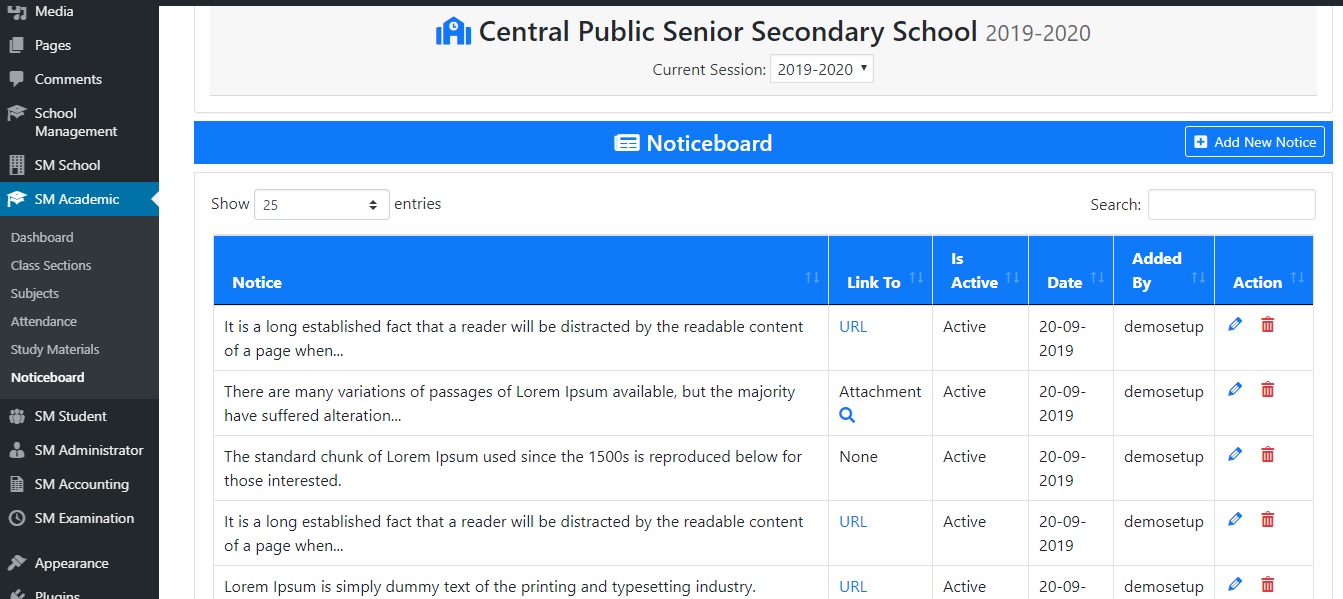 Media
Pages
Comments
School
Management
SM School
SM Academic
Dashboard
Class Sections
Subjects
Attendance
Study Materials
Noticeboard
SM Student
SM Administrator
SM Accounting
SM Examination
Appearance
Plugins
Central Public Senior Secondary School 2019-2020
Current Session: 2019-2020
Noticeboard
Add New Notice
Show 25 entries
Search:
Notice
Link To
Is
Active
Date
Added
By
Action
It is a long established fact that a reader will be distracted by the readable content
of a page when...
URL
Active
20-09-
2019
demosetup
There are many variations of passages of Lorem Ipsum available, but the majority
have suffered alteration...
Attachment
Active
20-09-
2019
demosetup
The standard chunk of Lorem Ipsum used since the 1500s is reproduced below for
those interested.
None
Active
20-09-
2019
demosetup
It is a long established fact that a reader will be distracted by the readable content
of a page when...
URL
Active
20-09-
2019
demosetup
Lorem Ipsum is simply dummy text of the printing and typesetting industry.
URL
Active
20-09-
demosetup